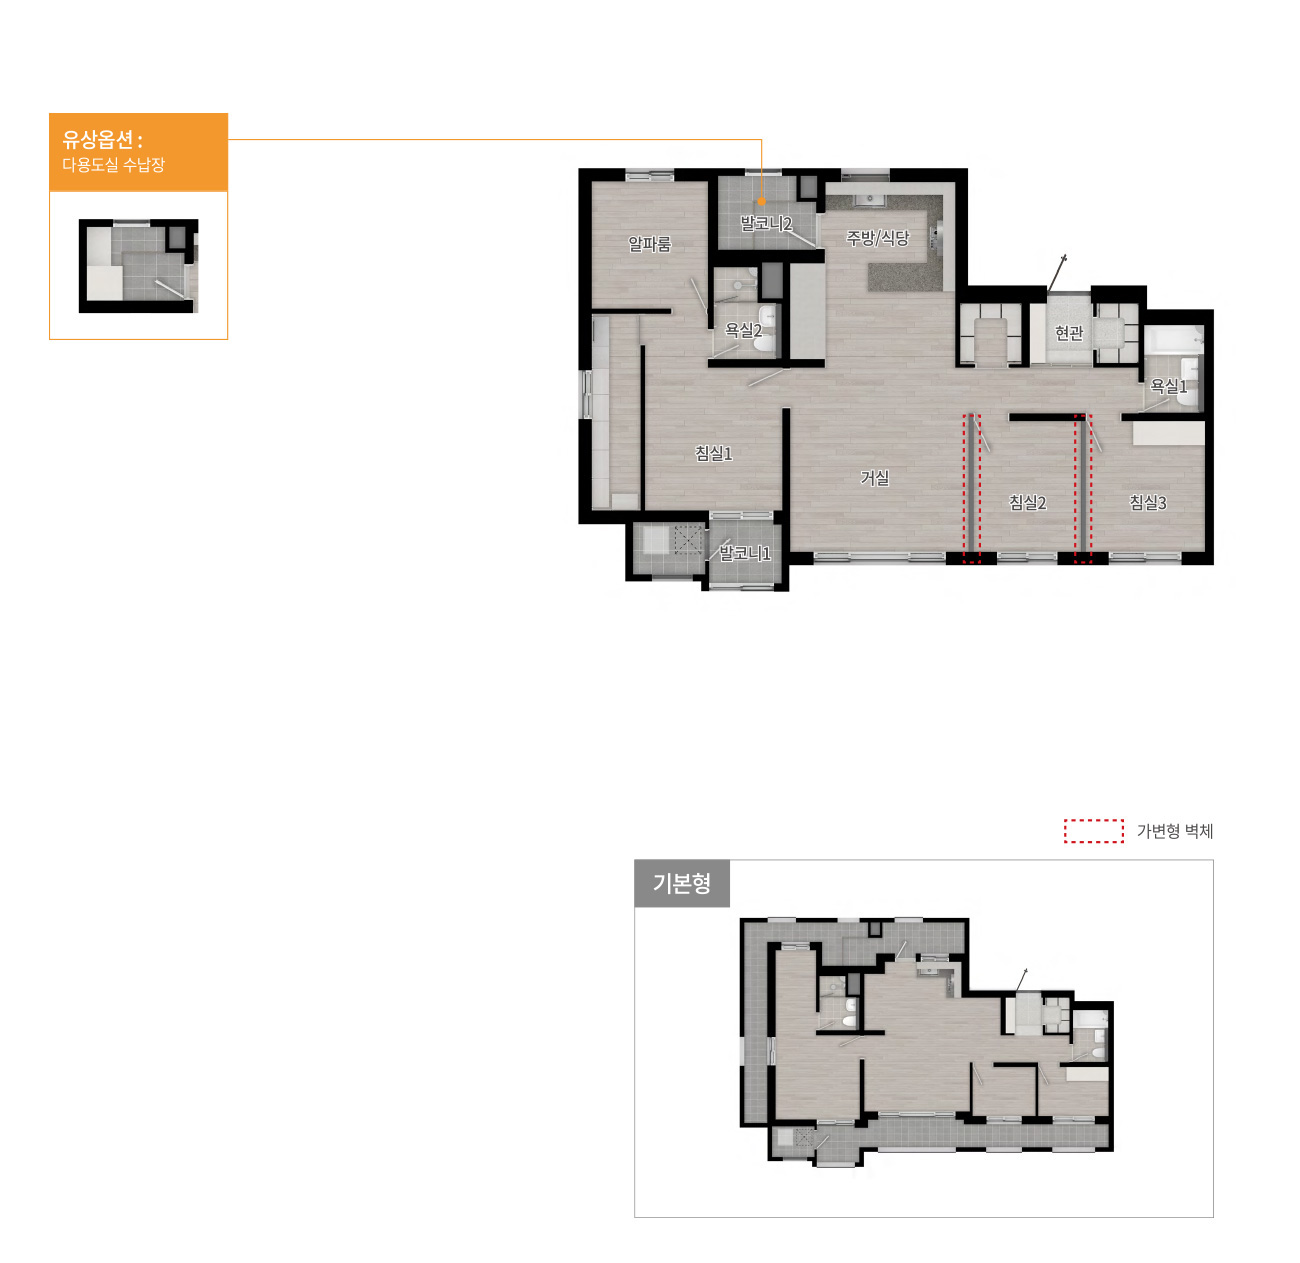 유상옵션 :
다용도실 수납장
알파룸
발코니2
주방/식당
욕실2
현관
욕실1
침실1
거실
침실2
침실3
발코니1
가변형 벽체
기본형